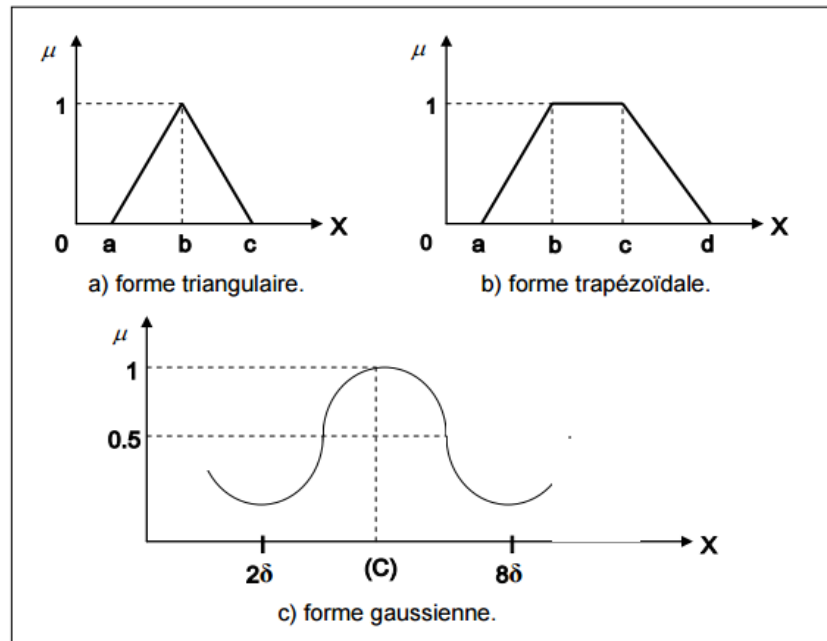 μ
1
0 a b c X
a) forme triangulaire.
μ
1
0 a b c d X
b) forme trapézoïdale.
μ
1
0.5
2δ (C) 8δ X
c) forme gaussienne.